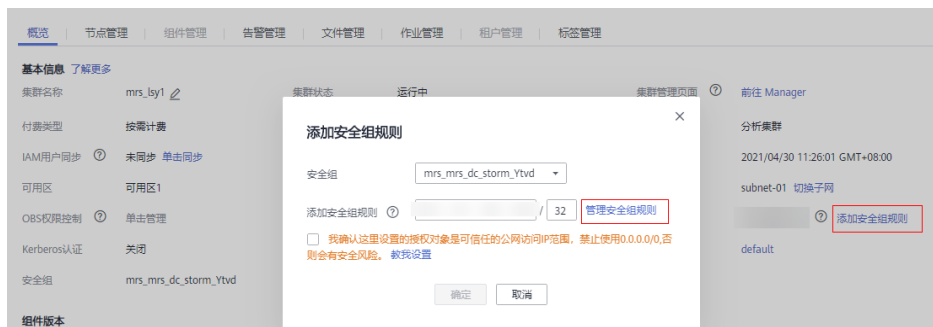 概览 节点管理 组件管理 告警管理 文件管理 作业管理 租户管理 标签管理
基本信息 了解更多
集群名称 mrs_lsy1 集群状态 运行中 集群管理页面 前往 Manager
付费类型 按需计费 分析集群
IAM用户同步 未同步 单击同步 2021/04/30 11:26:01 GMT+08:00
可用区 可用区1 subnet-01 切换子网
OBS权限控制 单击管理 添加安全组规则
Kerberos认证 关闭 default
安全组 mrs_mrs_dc_storm_Ytvd
组件版本
添加安全组规则
安全组 mrs_mrs_dc_storm_Ytvd
添加安全组规则 / 32 管理安全组规则
我确认这里设置的授权对象是可信任的公网访问IP范围，禁止使用0.0.0.0/0,否
则会有安全风险。 教我设置
确定 取消